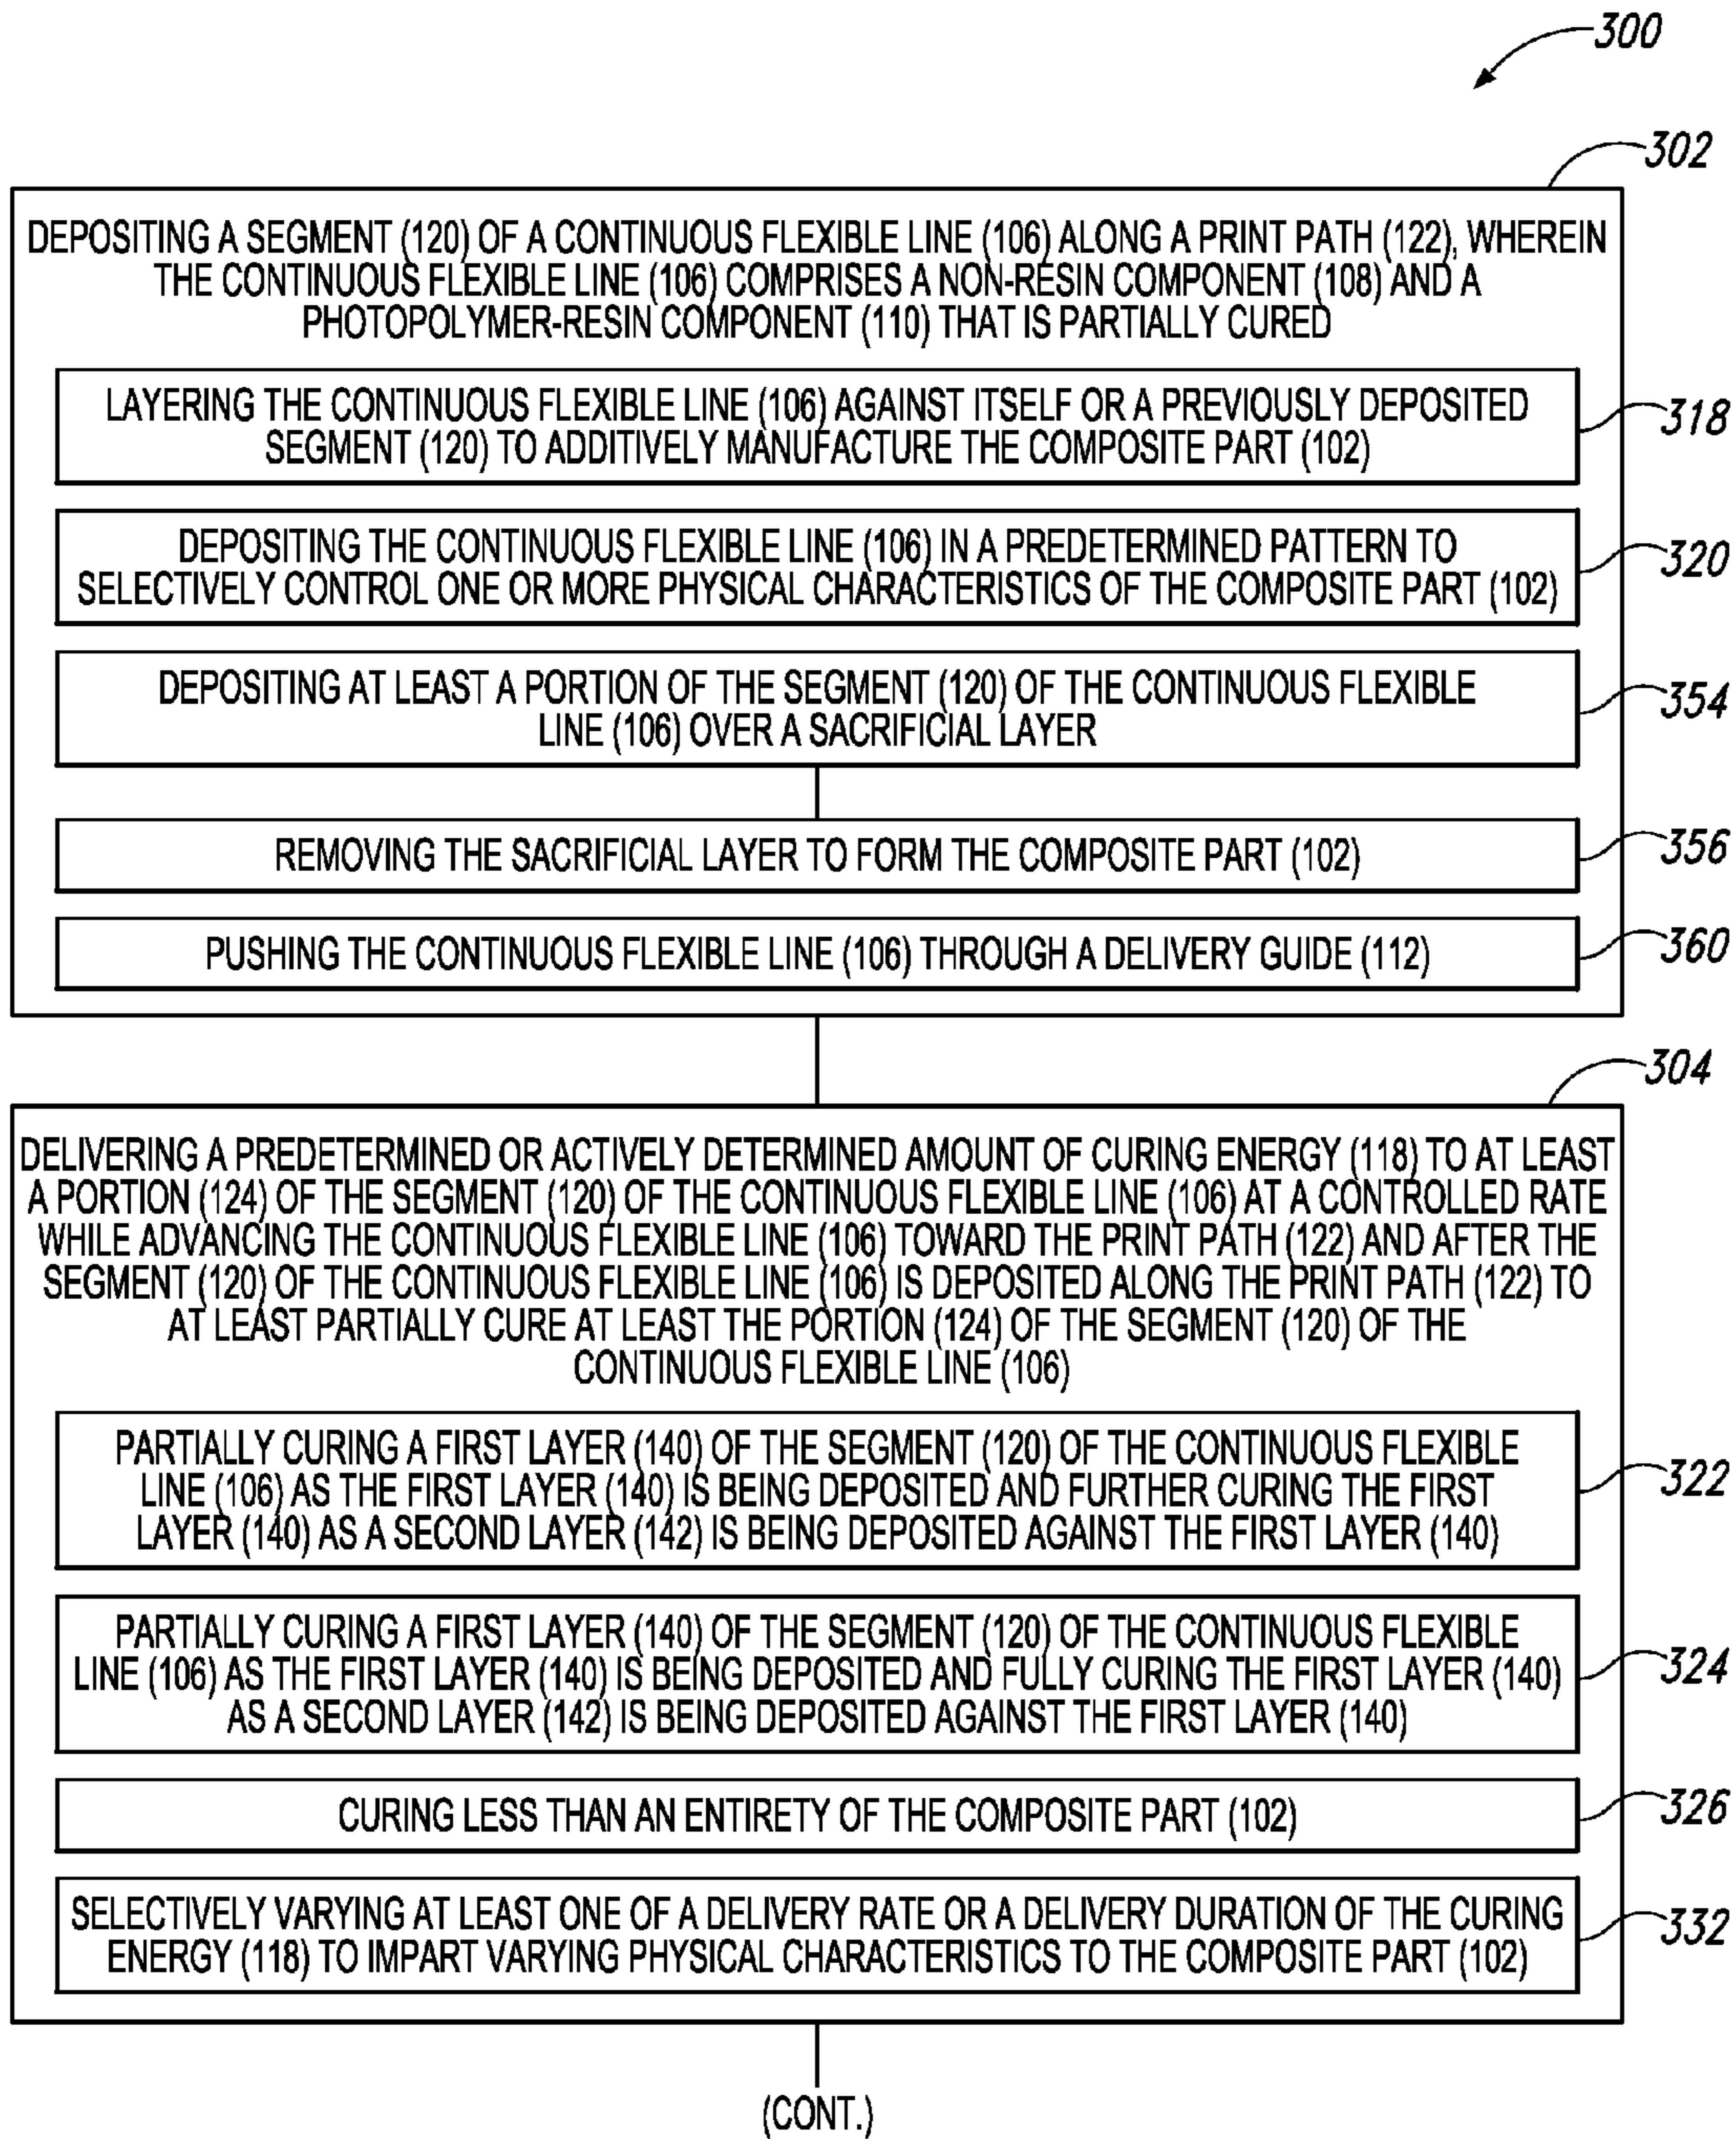 300
302
DEPOSITING A SEGMENT (120) OF A CONTINUOUS FLEXIBLE LINE (106) ALONG A PRINT PATH (122), WHEREIN
THE CONTINUOUS FLEXIBLE LINE (106) COMPRISES A NON-RESIN COMPONENT (108) AND A
PHOTOPOLYMER-RESIN COMPONENT (110) THAT IS PARTIALLY CURED
LAYERING THE CONTINUOUS FLEXIBLE LINE (106) AGAINST ITSELF OR A PREVIOUSLY DEPOSITED
SEGMENT (120) TO ADDITIVELY MANUFACTURE THE COMPOSITE PART (102)
318
DEPOSITING THE CONTINUOUS FLEXIBLE LINE (106) IN A PREDETERMINED PATTERN TO
SELECTIVELY CONTROL ONE OR MORE PHYSICAL CHARACTERISTICS OF THE COMPOSITE PART (102)
320
DEPOSITING AT LEAST A PORTION OF THE SEGMENT (120) OF THE CONTINUOUS FLEXIBLE
LINE (106) OVER A SACRIFICIAL LAYER
354
REMOVING THE SACRIFICIAL LAYER TO FORM THE COMPOSITE PART (102)
356
PUSHING THE CONTINUOUS FLEXIBLE LINE (106) THROUGH A DELIVERY GUIDE (112)
360
304
DELIVERING A PREDETERMINED OR ACTIVELY DETERMINED AMOUNT OF CURING ENERGY (118) TO AT LEAST
A PORTION (124) OF THE SEGMENT (120) OF THE CONTINUOUS FLEXIBLE LINE (106) AT A CONTROLLED RATE
WHILE ADVANCING THE CONTINUOUS FLEXIBLE LINE (106) TOWARD THE PRINT PATH (122) AND AFTER THE
SEGMENT (120) OF THE CONTINUOUS FLEXIBLE LINE (106) IS DEPOSITED ALONG THE PRINT PATH (122) TO
AT LEAST PARTIALLY CURE AT LEAST THE PORTION (124) OF THE SEGMENT (120) OF THE
CONTINUOUS FLEXIBLE LINE (106)
PARTIALLY CURING A FIRST LAYER (140) OF THE SEGMENT (120) OF THE CONTINUOUS FLEXIBLE
LINE (106) AS THE FIRST LAYER (140) IS BEING DEPOSITED AND FURTHER CURING THE FIRST
LAYER (140) AS A SECOND LAYER (142) IS BEING DEPOSITED AGAINST THE FIRST LAYER (140)
322
PARTIALLY CURING A FIRST LAYER (140) OF THE SEGMENT (120) OF THE CONTINUOUS FLEXIBLE
LINE (106) AS THE FIRST LAYER (140) IS BEING DEPOSITED AND FULLY CURING THE FIRST LAYER (140)
AS A SECOND LAYER (142) IS BEING DEPOSITED AGAINST THE FIRST LAYER (140)
324
CURING LESS THAN AN ENTIRETY OF THE COMPOSITE PART (102)
326
SELECTIVELY VARYING AT LEAST ONE OF A DELIVERY RATE OR A DELIVERY DURATION OF THE CURING
ENERGY (118) TO IMPART VARYING PHYSICAL CHARACTERISTICS TO THE COMPOSITE PART (102)
332
(CONT.)